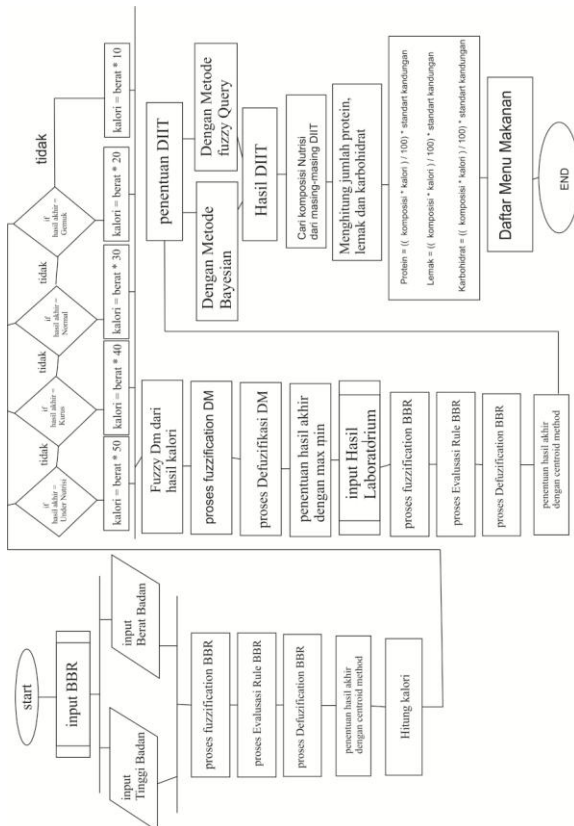 start
input BBR
input
Tinggi Badan
input
Berat Badan
proses fuzzification BBR
proses Evalusasi Rule BBR
proses Defuzification BBR
penentuan hasil akhir
dengan centroid method
Hitung kalori
if
hasil akhir =
Under Nutrisi
tidak
if
hasil akhir =
Kurus
tidak
if
hasil akhir =
Normal
tidak
if
hasil akhir =
Gemuk
tidak
kalori = berat * 50
kalori = berat * 40
kalori = berat * 30
kalori = berat * 20
kalori = berat * 10
Fuzzy Dm dari
hasil kalori
proses fuzzification DM
proses Defuzifikasi DM
penentuan hasil akhir
dengan max min
input Hasil
Laboratdrium
proses fuzzification BBR
proses Evalusasi Rule BBR
proses Defuzification BBR
penentuan hasil akhir
dengan centroid method
penentuan DIIT
Dengan Metode
Bayesian
Dengan Metode
fuzzy Query
Hasil DIIT
Cari komposisi Nutrisi
dari masing-masing DIIT
Menghitung jumlah protein,
lemak dan karbohidrat
Protein = (( komposisi * kalori ) / 100) * standart kandungan
Lemak = (( komposisi * kalori ) / 100) * standart kandungan
Karbohidrat = (( komposisi * kalori ) / 100) * standart kandungan
Daftar Menu Makanan
END